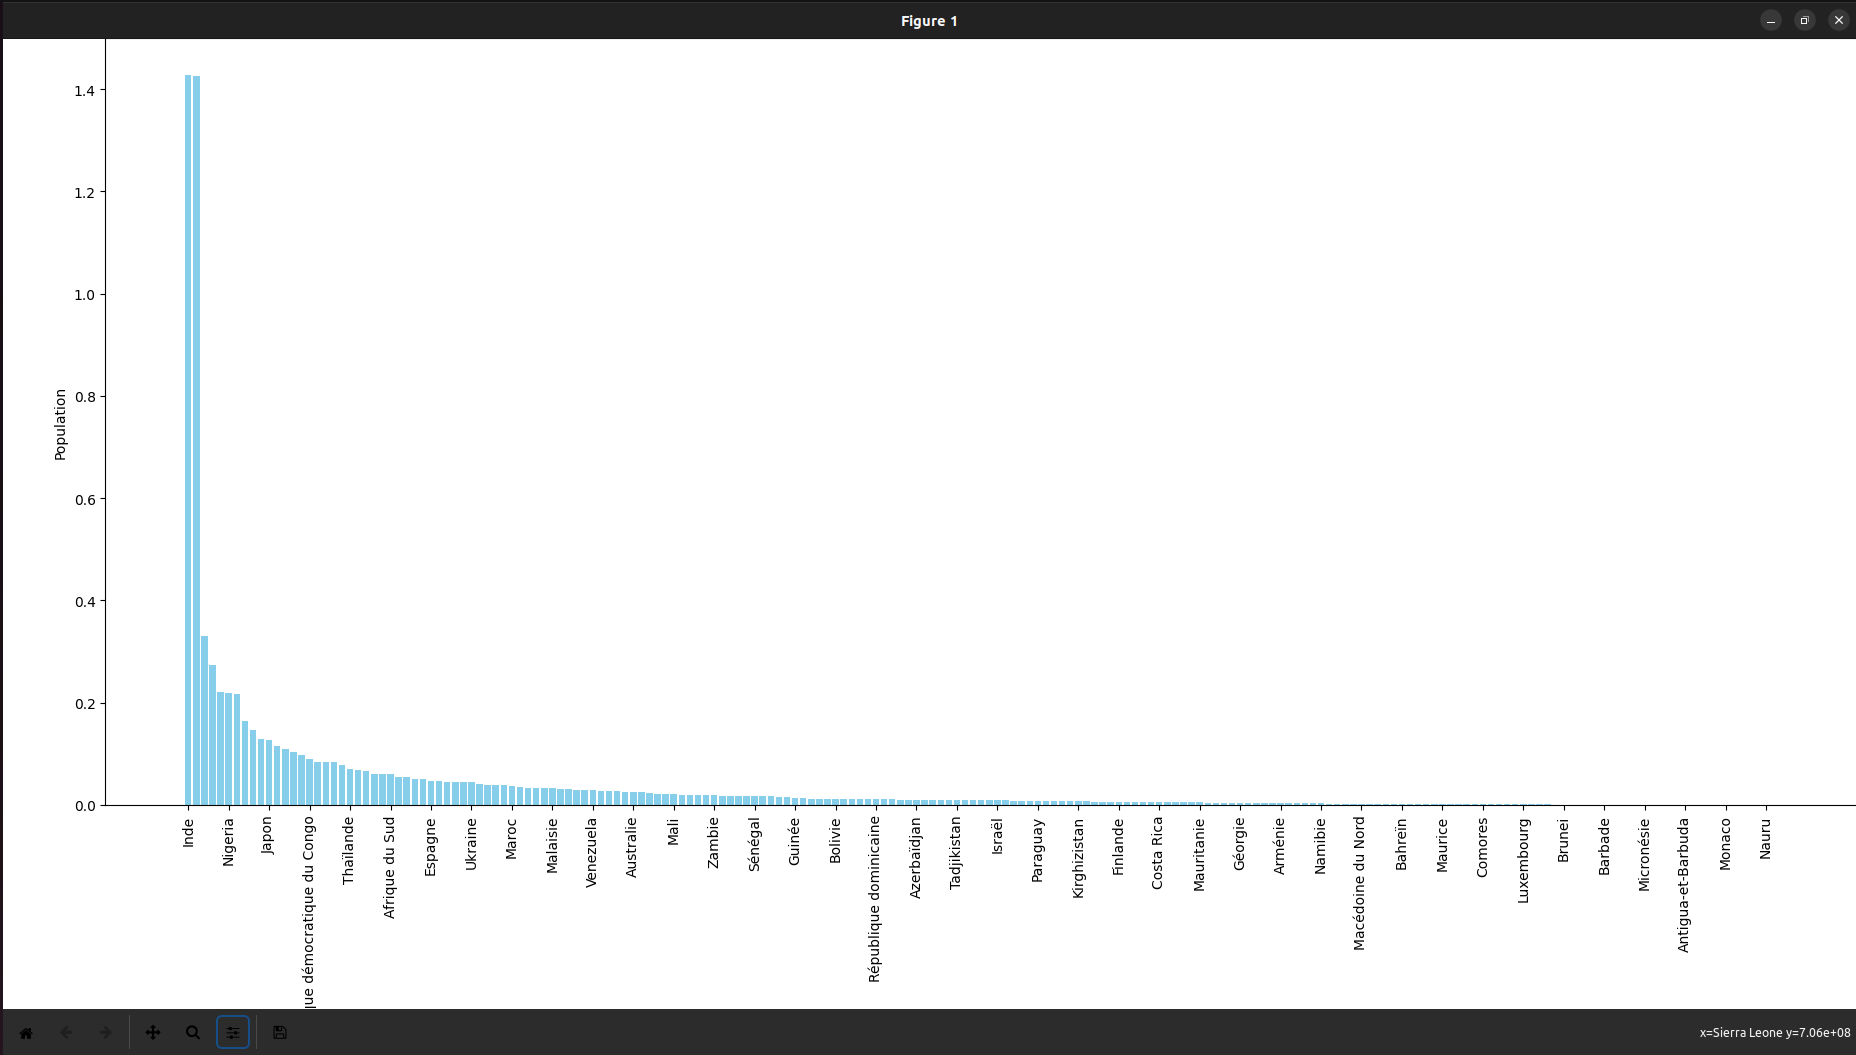 Figure 1
1.4
1.2
1.0
0.8
0.6
0.4
0.2
0.0
Population
Inde
Nigeria
Japon
que démocratique du Congo
Thaïlande
Afrique du Sud
Espagne
Ukraine
Maroc
Malaisie
Venezuela
Australie
Mali
Zambie
Sénégal
Guinée
Bolivie
République dominicaine
Azerbaïdjan
Tadjikistan
Israël
Paraguay
Kirghizistan
Finlande
Costa Rica
Mauritanie
Géorgie
Arménie
Namibie
Macédoine du Nord
Bahreïn
Maurice
Comores
Luxembourg
Brunei
Barbade
Micronésie
Antigua-et-Barbuda
Monaco
Nauru
x=Sierra Leone y=7.06e+08